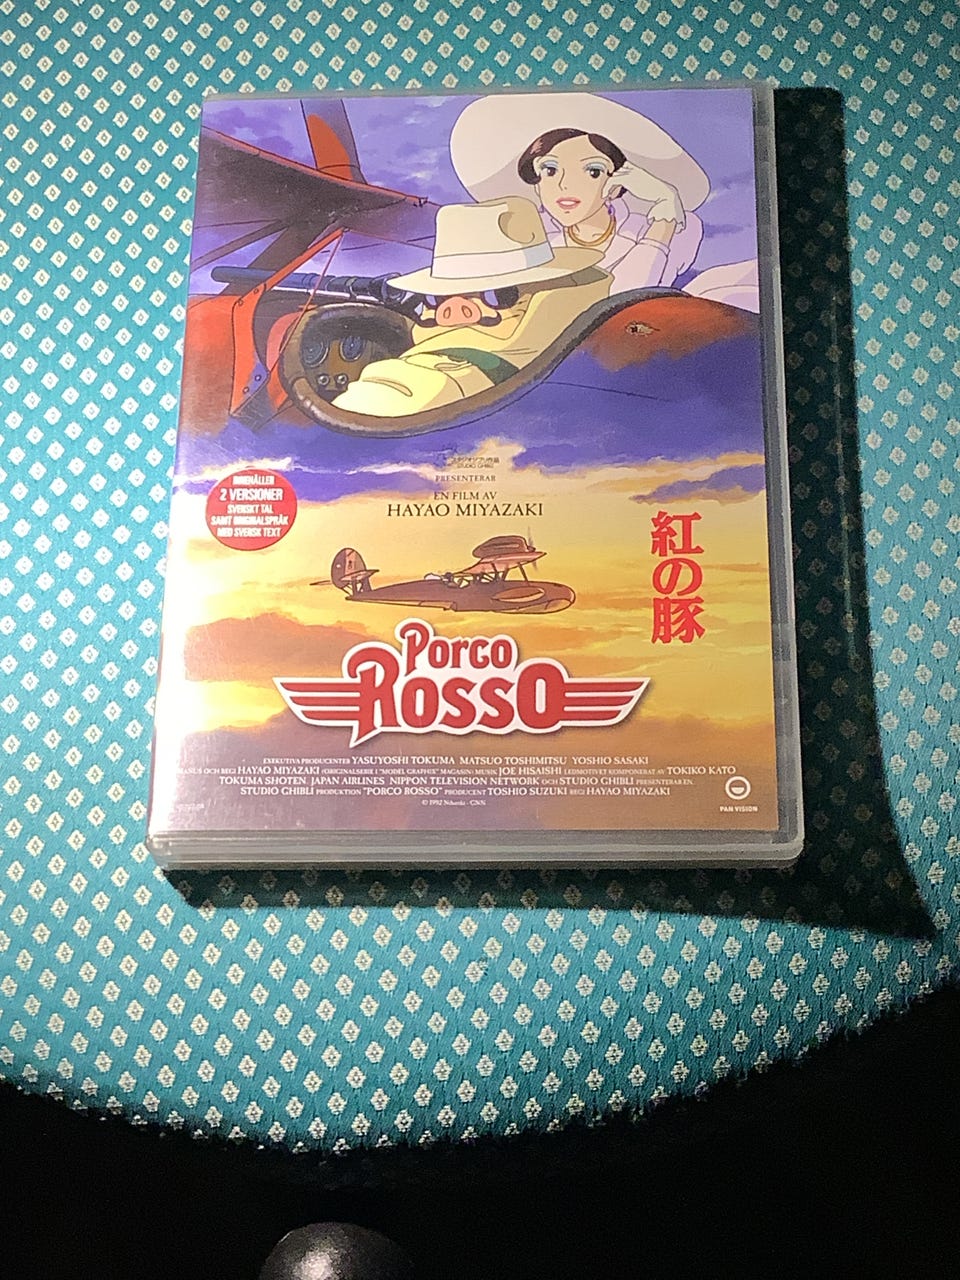 スタジオジブリ作品
STUDIO GHIBLI
PRESENTERAR
EN FILM AV
HAYAO MIYAZAKI
INNEHÅLLER
2 VERSIONER
SVENSKT TAL
SAMT ORIGINALSPRÅK
MED SVENSK TEXT
紅の豚
PORCO
ROSSO
EXEKUTIVA PRODUCENTER YASUYOSHI TOKUMA MATSUO TOSHIMITSU YOSHIO SASAKI
MANUS OCH REGI HAYAO MIYAZAKI (ORIGINALSERIE I "MODEL GRAPHIX" MAGASIN) MUSIK JOE HISAISHI LEDMOTIVET KOMPONERAT AV TOKIKO KATO
TOKUMA SHOTEN, JAPAN AIRLINES, NIPPON TELEVISION NETWORK OCH STUDIO GHIBLI PRESENTERAR EN
STUDIO GHIBLI PRODUKTION "PORCO ROSSO" PRODUCENT TOSHIO SUZUKI REGI HAYAO MIYAZAKI
© 1992 Nibariki - GNN
PAN VISION